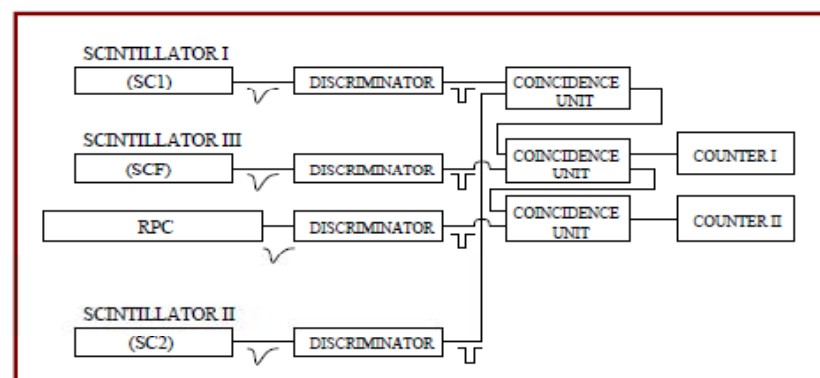 SCINTILLATOR I
(SC1)
DISCRIMINATOR
COINCIDENCE
UNIT
SCINTILLATOR III
(SCF)
DISCRIMINATOR
COINCIDENCE
UNIT
COUNTER I
RPC
DISCRIMINATOR
COINCIDENCE
UNIT
COUNTER II
SCINTILLATOR II
(SC2)
DISCRIMINATOR